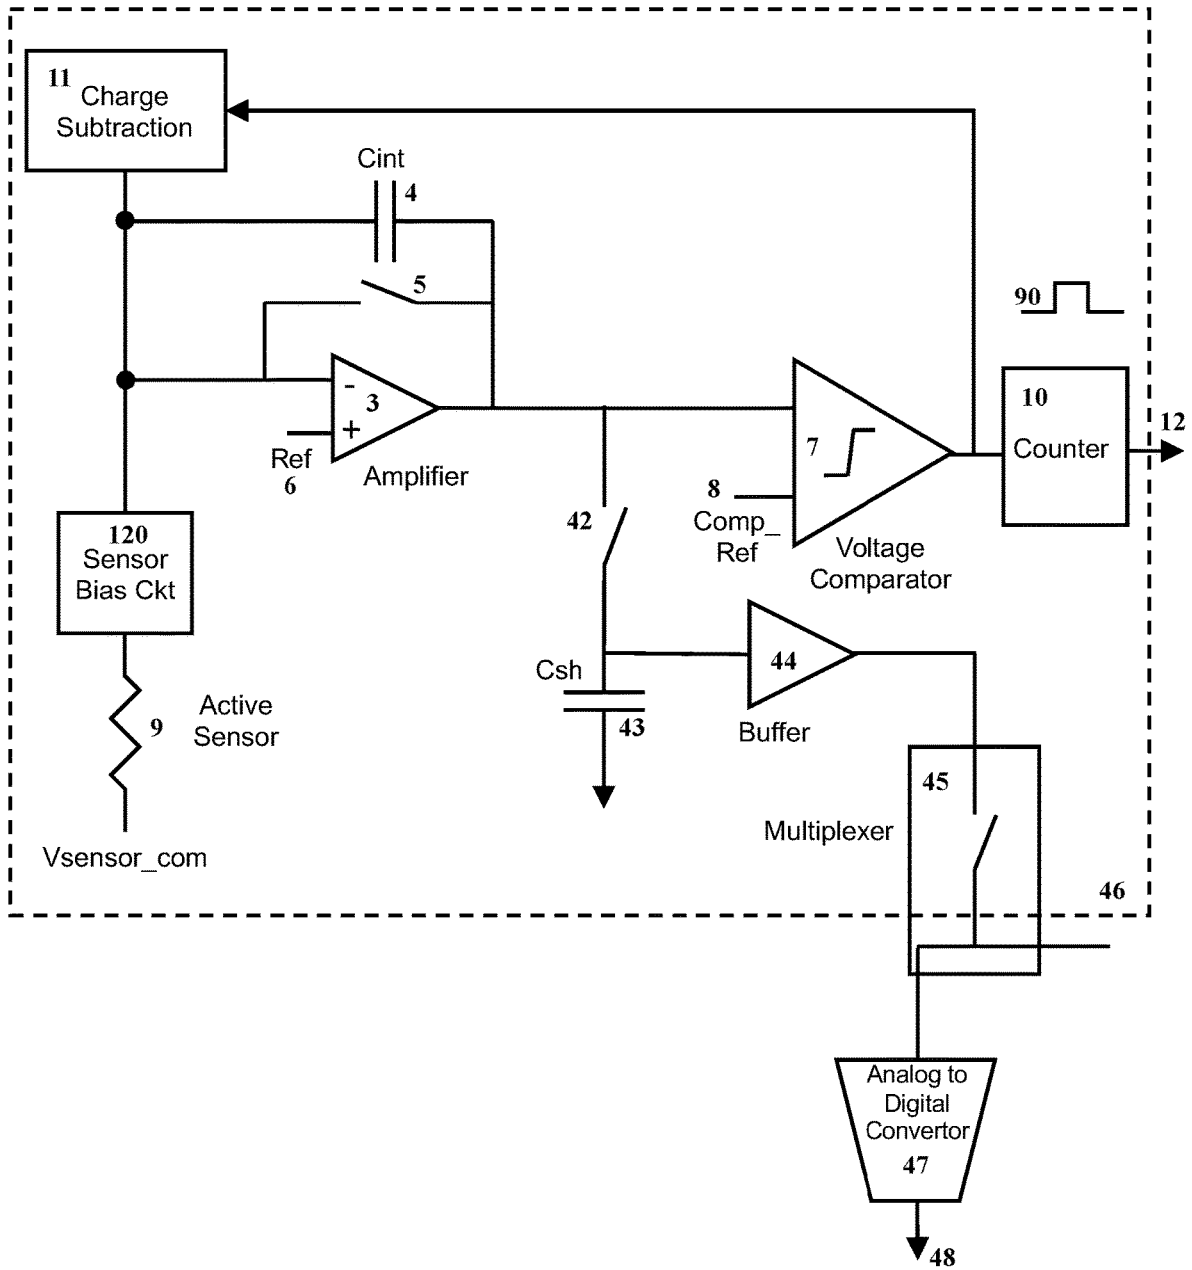 11
Charge
Subtraction
Cint
4
5
90
-
3
+
Ref
6
Amplifier
7
8
Comp_
Ref
Voltage
Comparator
10
Counter
12
42
120
Sensor
Bias Ckt
9
Active
Sensor
Vsensor_com
Csh
43
44
Buffer
45
Multiplexer
46
Analog to
Digital
Convertor
47
48